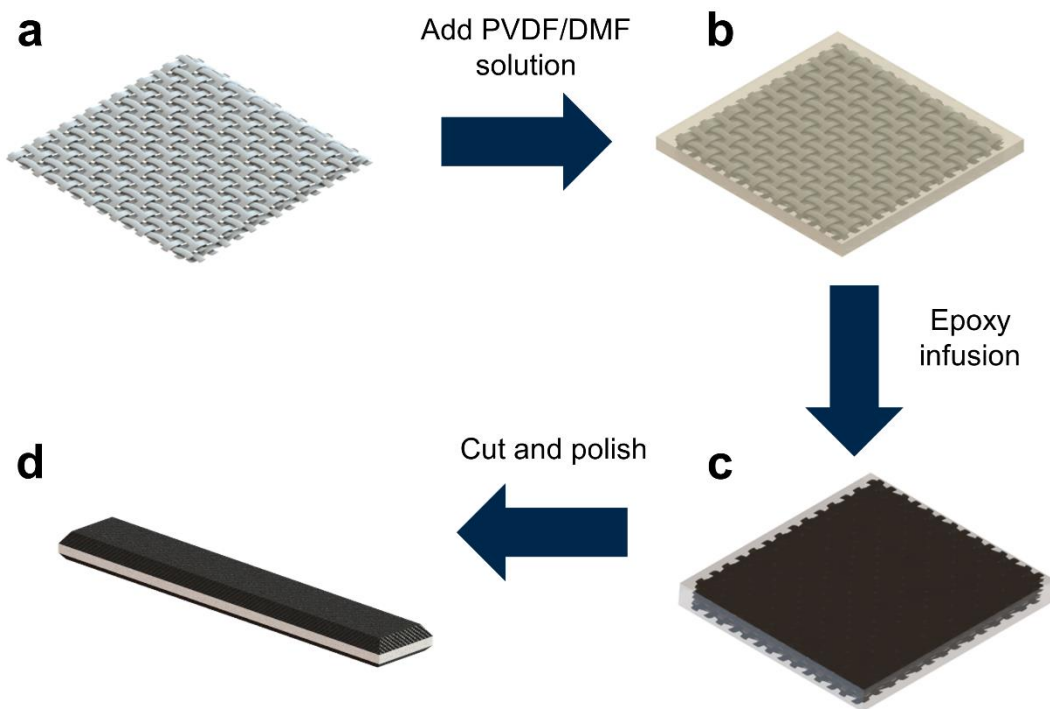 a
Add PVDF/DMF
solution
b
Epoxy
infusion
d
Cut and polish
c